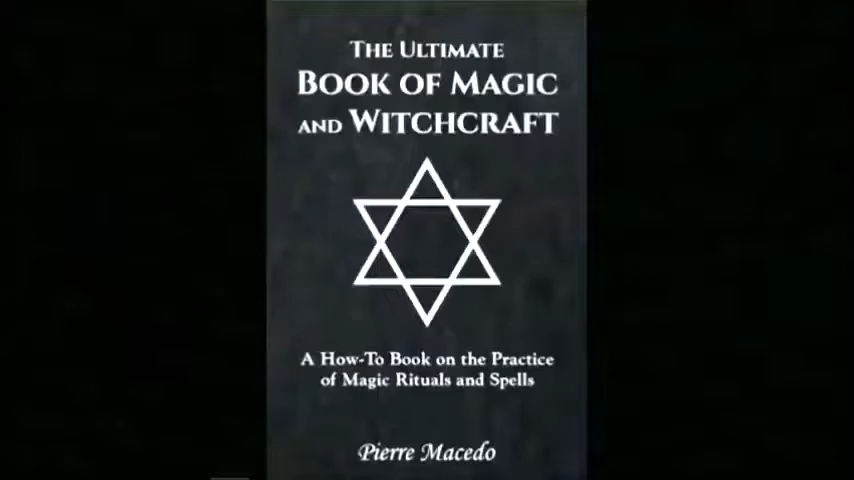 The Ultimate
Book of Magic
and Witchcraft
A How-To Book on the Practice
of Magic Rituals and Spells
Pierre Macedo